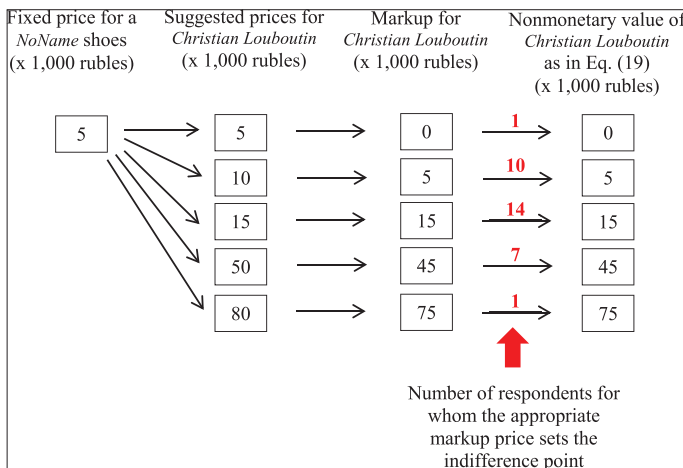 Fixed price for a
NoName shoes
(x 1,000 rubles)
Suggested prices for
Christian Louboutin
(x 1,000 rubles)
Markup for
Christian Louboutin
(x 1,000 rubles)
Nonmonetary value of
Christian Louboutin
as in Eq. (19)
(x 1,000 rubles)
5 5 0 1 0
10 5 10 5
15 15 14 15
50 45 7 45
80 75 1 75
Number of respondents for
whom the appropriate
markup price sets the
indifference point